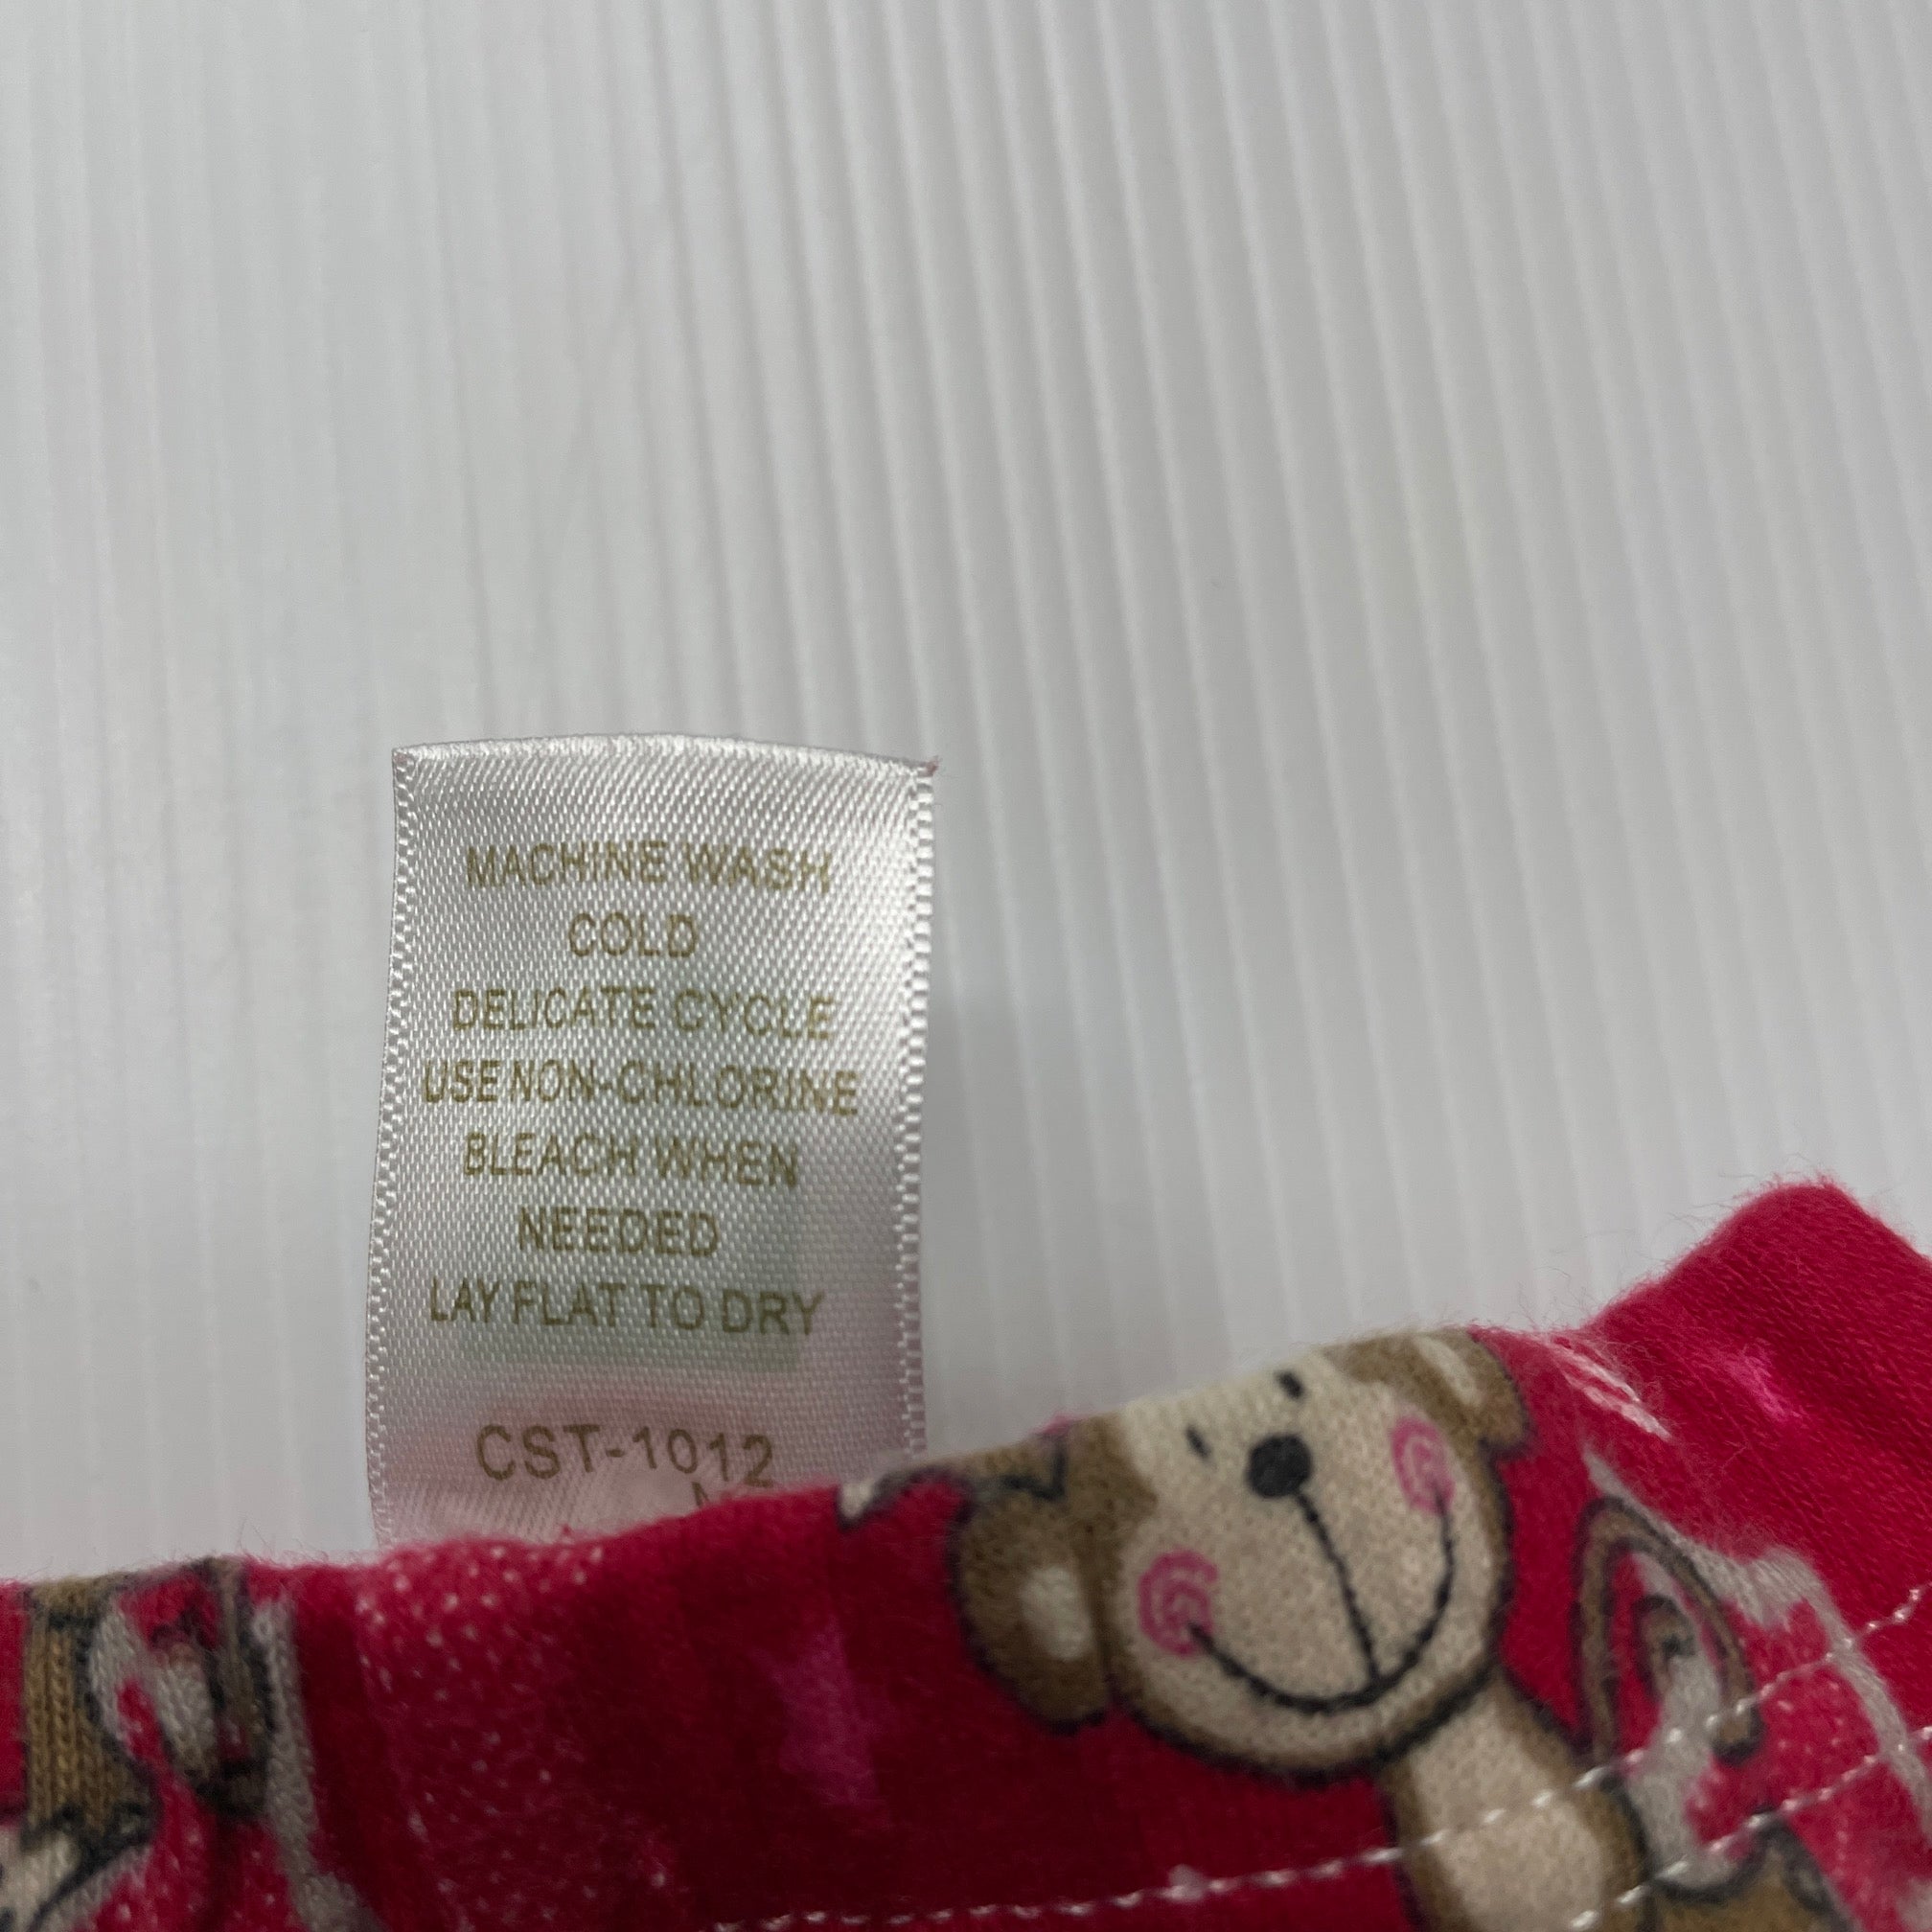 MACHINE WASH
COLD
DELICATE CYCLE
USE NON-CHLORINE
BLEACH WHEN
NEEDED
LAY FLAT TO DRY
CST-1012